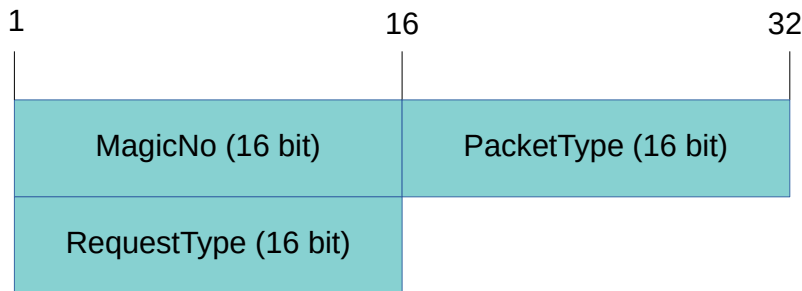 1 16 32
MagicNo (16 bit) PacketType (16 bit)
RequestType (16 bit)